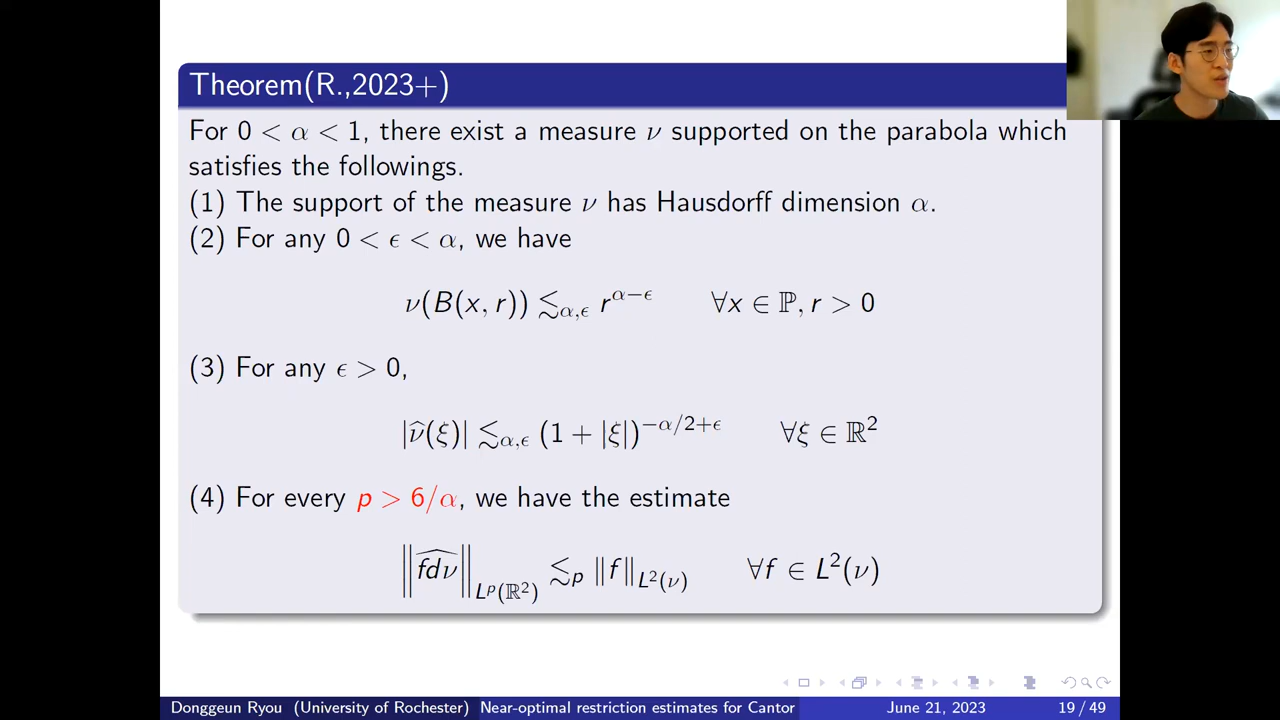 Theorem(R.,2023+)
For 0 < α < 1, there exist a measure ν supported on the parabola which
satisfies the followings.
(1) The support of the measure ν has Hausdorff dimension α.
(2) For any 0 < ϵ < α, we have
ν(B(x, r)) ≲_{α,ϵ} r^{α−ϵ} ∀x ∈ ℙ, r > 0
(3) For any ϵ > 0,
|ν̂(ξ)| ≲_{α,ϵ} (1 + |ξ|)^{−α/2+ϵ} ∀ξ ∈ ℝ²
(4) For every p > 6/α, we have the estimate
‖\widehat{fdν}‖_{L^p(ℝ²)} ≲_p ‖f‖_{L²(ν)} ∀f ∈ L²(ν)
Donggeun Ryou (University of Rochester) Near-optimal restriction estimates for Cantor June 21, 2023 19 / 49